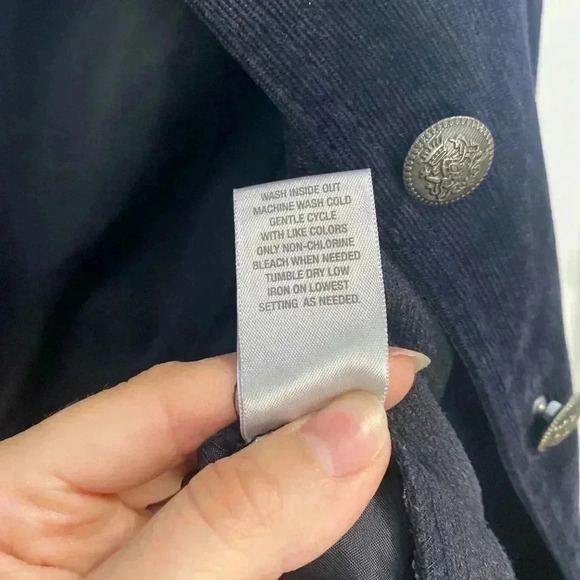 WASH INSIDE OUT
MACHINE WASH COLD
GENTLE CYCLE
WITH LIKE COLORS
ONLY NON-CHLORINE
BLEACH WHEN NEEDED
TUMBLE DRY LOW
IRON ON LOWEST
SETTING AS NEEDED.